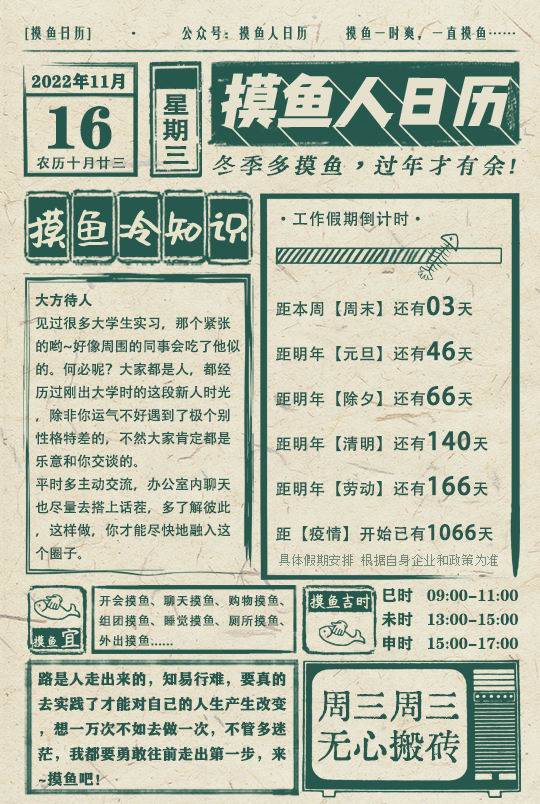 [摸鱼日历] · 公众号：摸鱼人日历 摸鱼一时爽，一直摸鱼······
2022年11月
16
农历十月廿三
星期三
摸鱼人日历
冬季多摸鱼，过年才有余！
摸鱼冷知识
大方待人
见过很多大学生实习，那个紧张
的哟~好像周围的同事会吃了他似
的。何必呢？大家都是人，都经
历过刚出大学时的这段新人时光
，除非你运气不好遇到了极个别
性格特差的，不然大家肯定都是
乐意和你交谈的。
平时多主动交流，办公室内聊天
也尽量去搭上话茬，多了解彼此
，这样做，你才能尽快地融入这
个圈子。
·工作假期倒计时·
距本周【周末】还有03天
距明年【元旦】还有46天
距明年【除夕】还有66天
距明年【清明】还有140天
距明年【劳动】还有166天
距【疫情】开始已有1066天
具体假期安排 根据自身企业和政策为准
摸鱼宜
开会摸鱼、聊天摸鱼、购物摸鱼、
组团摸鱼、睡觉摸鱼、厕所摸鱼、
外出摸鱼……
摸鱼吉时
巳时 09:00-11:00
未时 13:00-15:00
申时 15:00-17:00
路是人走出来的，知易行难，要真的
去实践了才能对自己的人生产生改变
，想一万次不如去做一次，不管多迷
茫，我都要勇敢往前走出第一步，来
~摸鱼吧！
周三周三
无心搬砖